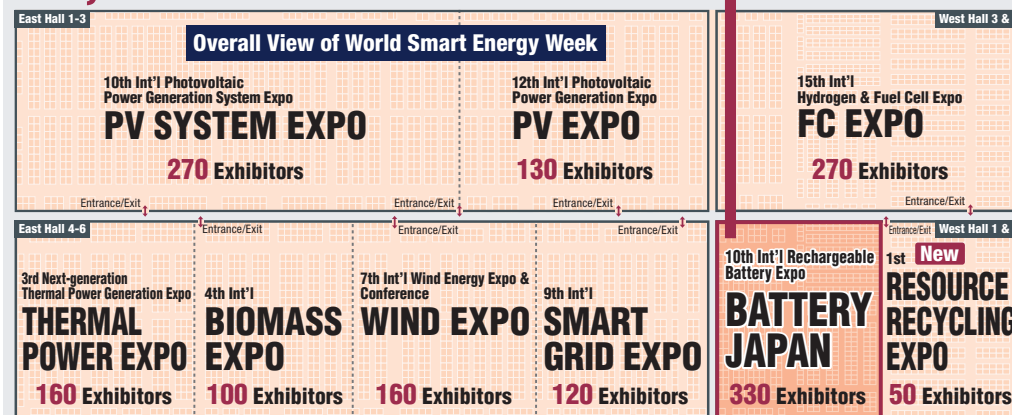 East Hall 1-3
Overall View of World Smart Energy Week
10th Int'l Photovoltaic
Power Generation System Expo
PV SYSTEM EXPO
270 Exhibitors
12th Int'l Photovoltaic
Power Generation Expo
PV EXPO
130 Exhibitors
Entrance/Exit
Entrance/Exit
Entrance/Exit
West Hall 3 &
15th Int'l
Hydrogen & Fuel Cell Expo
FC EXPO
270 Exhibitors
Entrance/Exit
East Hall 4-6
Entrance/Exit
Entrance/Exit
Entrance/Exit
3rd Next-generation
Thermal Power Generation Expo
THERMAL
POWER EXPO
160 Exhibitors
4th Int'l
BIOMASS
EXPO
100 Exhibitors
7th Int'l Wind Energy Expo &
Conference
WIND EXPO
160 Exhibitors
9th Int'l
SMART
GRID EXPO
120 Exhibitors
10th Int'l Rechargeable
Battery Expo
BATTERY
JAPAN
330 Exhibitors
Entrance/Exit
West Hall 1 &
1st New
RESOURCE
RECYCLING
EXPO
50 Exhibitors